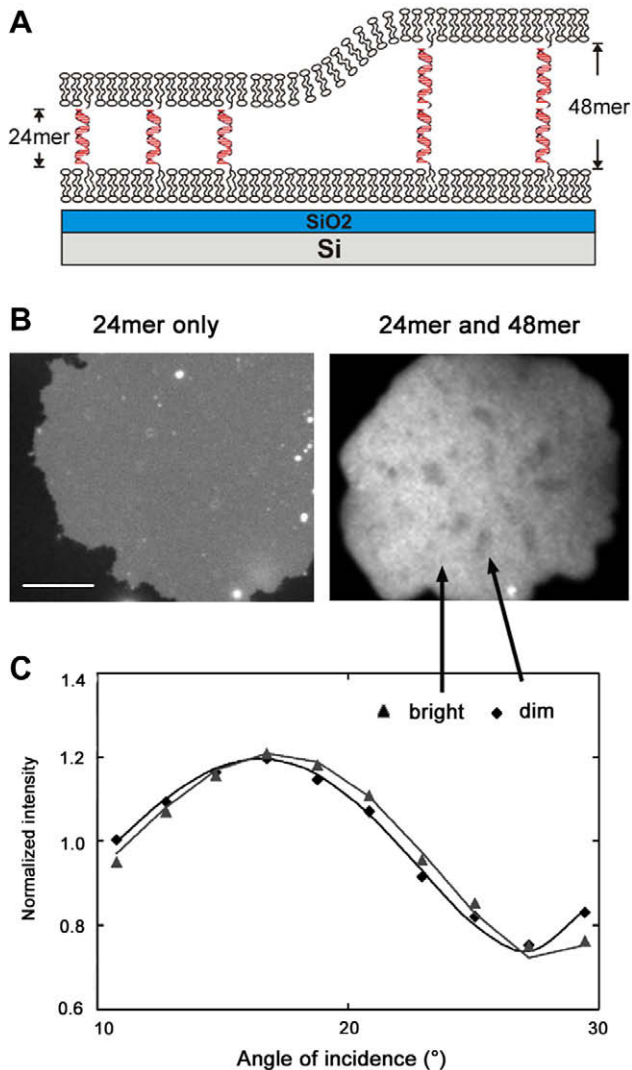 A
24mer
48mer
SiO2
Si
B
24mer only
24mer and 48mer
C
1.4
1.2
1.0
0.8
0.6
Normalized intensity
bright
dim
10
20
30
Angle of incidence (°)